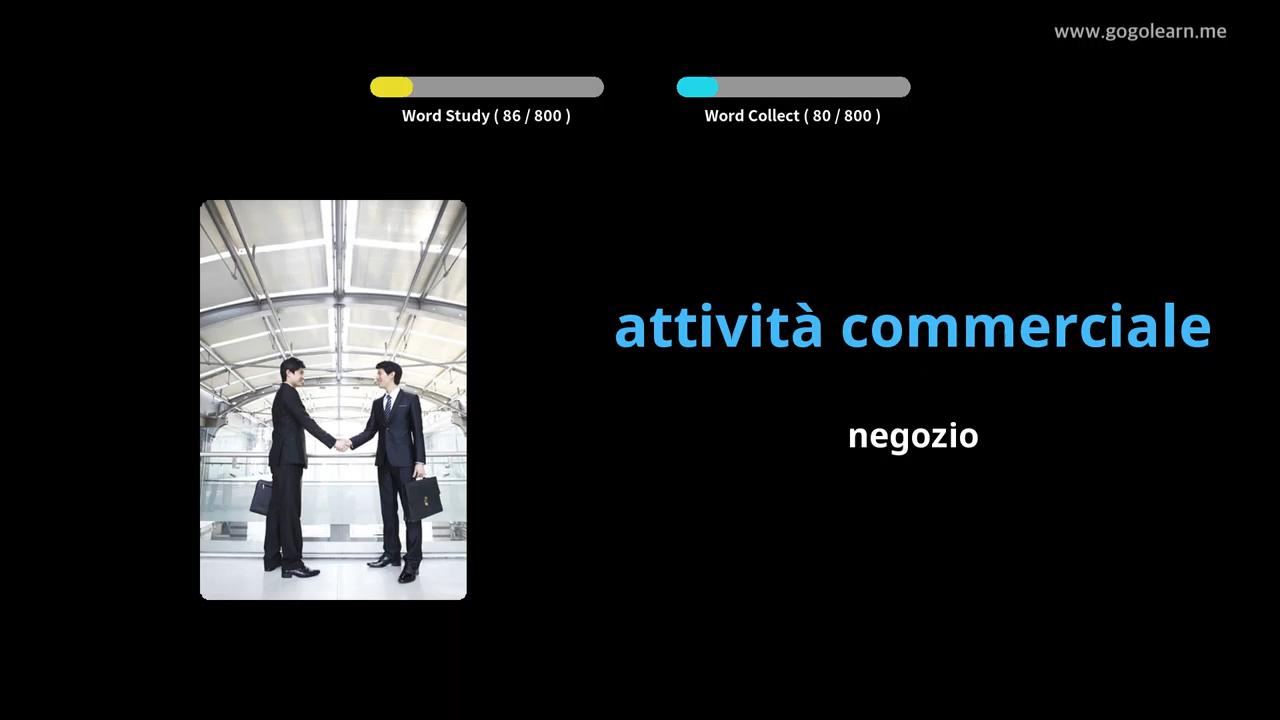 www.gogolearn.me
Word Study ( 86 / 800 )
Word Collect ( 80 / 800 )
attività commerciale
negozio